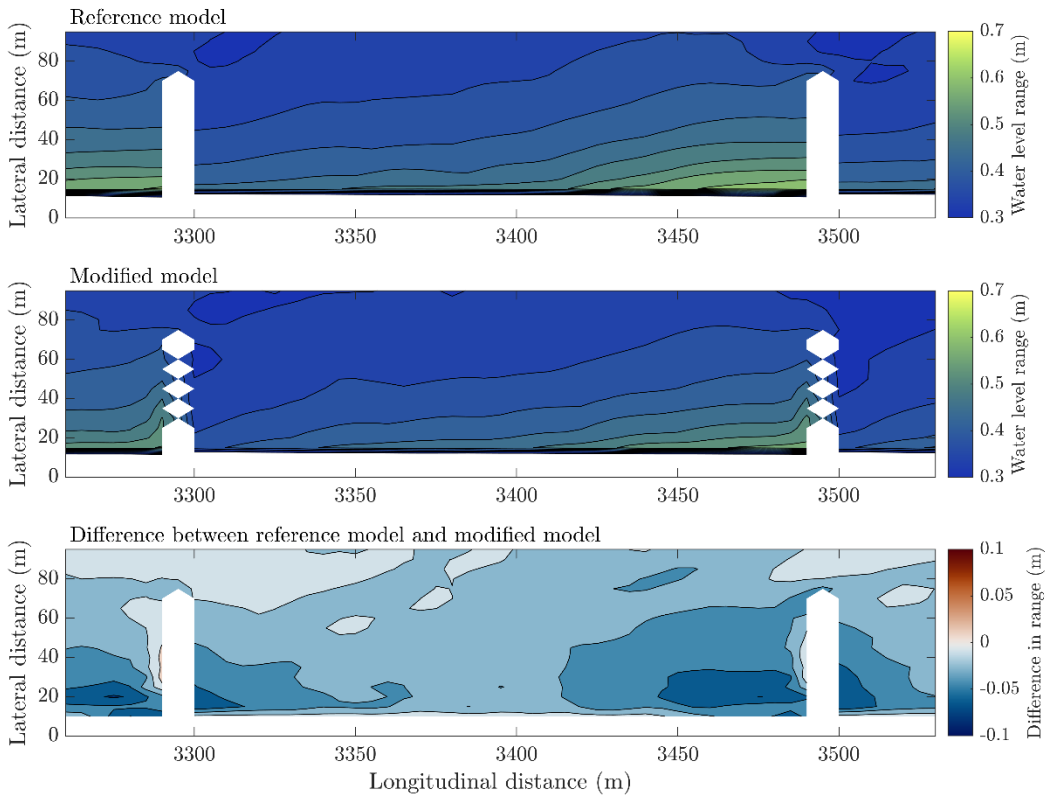 Reference model
Lateral distance (m)
80
60
40
20
0
3300 3350 3400 3450 3500
0.7
0.6
0.5
0.4
0.3
Water level range (m)
Modified model
Lateral distance (m)
80
60
40
20
0
3300 3350 3400 3450 3500
0.7
0.6
0.5
0.4
0.3
Water level range (m)
Difference between reference model and modified model
Lateral distance (m)
80
60
40
20
0
3300 3350 3400 3450 3500
Longitudinal distance (m)
0.1
0.05
0
-0.05
-0.1
Difference in range (m)